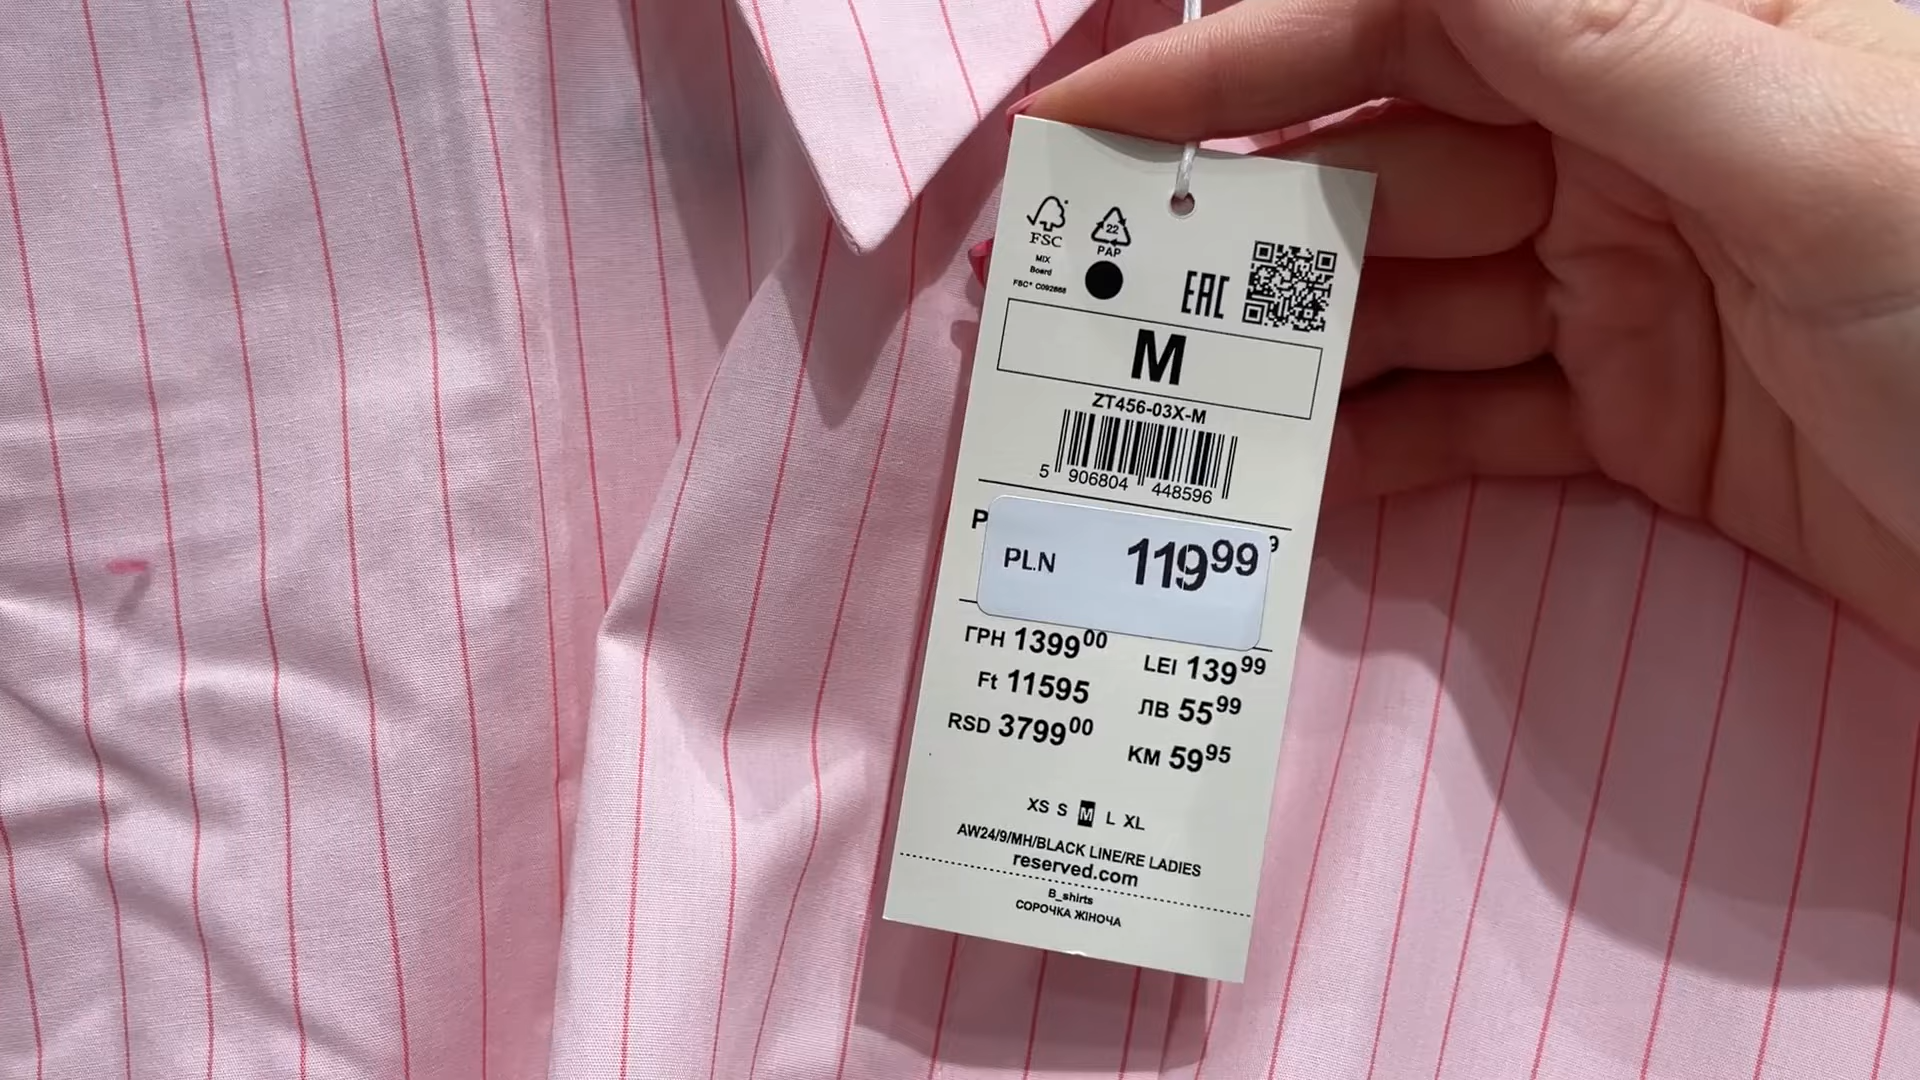 FSC
MIX
Board
FSC® C092868
22
PAP
EAC
M
ZT456-03X-M
5 906804 448596
P 9
PLN 119 99
ГРН 1399 00
LEI 139 99
Ft 11595
ЛВ 55 99
RSD 3799 00
KM 59 95
XS S M L XL
AW24/9/MH/BLACK LINE/RE LADIES
reserved.com
B_shirts
СОРОЧКА ЖІНОЧА